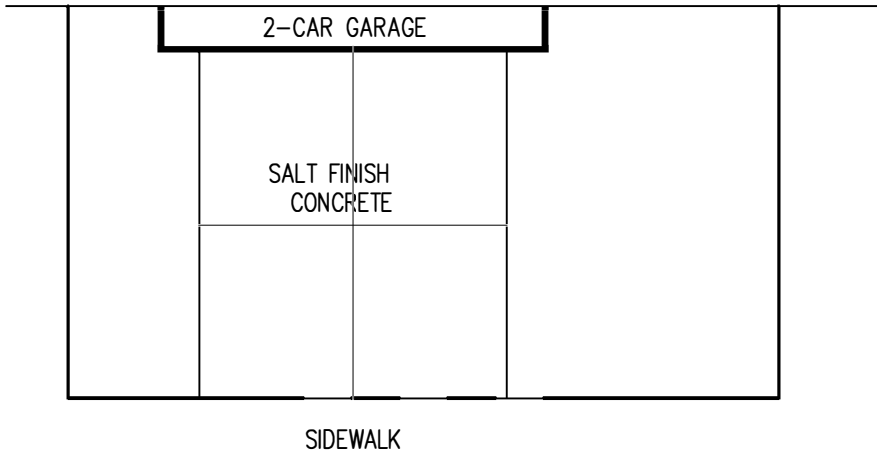 2-CAR GARAGE
SALT FINISH
CONCRETE
SIDEWALK